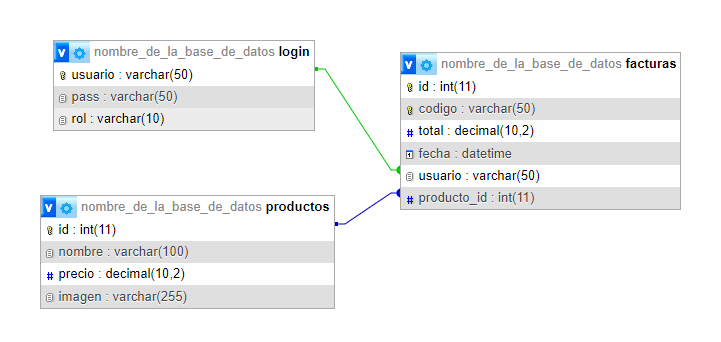 nombre_de_la_base_de_datos login
usuario : varchar(50)
pass : varchar(50)
rol : varchar(10)
nombre_de_la_base_de_datos facturas
id : int(11)
codigo : varchar(50)
# total : decimal(10,2)
fecha : datetime
usuario : varchar(50)
# producto_id : int(11)
nombre_de_la_base_de_datos productos
id : int(11)
nombre : varchar(100)
# precio : decimal(10,2)
imagen : varchar(255)